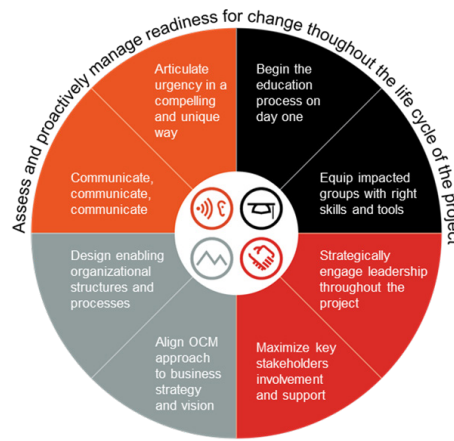 Assess and proactively manage readiness for change thoughout the life cycle of the project
Articulate
urgency in a
compelling
and unique
way
Begin the
education
process on
day one
Communicate,
communicate,
communicate
Equip impacted
groups with right
skills and tools
Design enabling
organizational
structures and
processes
Strategically
engage leadership
throughout the
project
Align OCM
approach
to business
strategy
and vision
Maximize key
stakeholders
involvement
and support